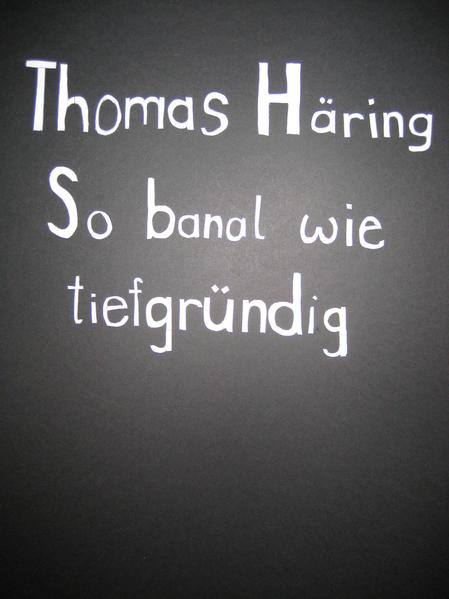 Thomas Häring
So banal wie
tiefgründig